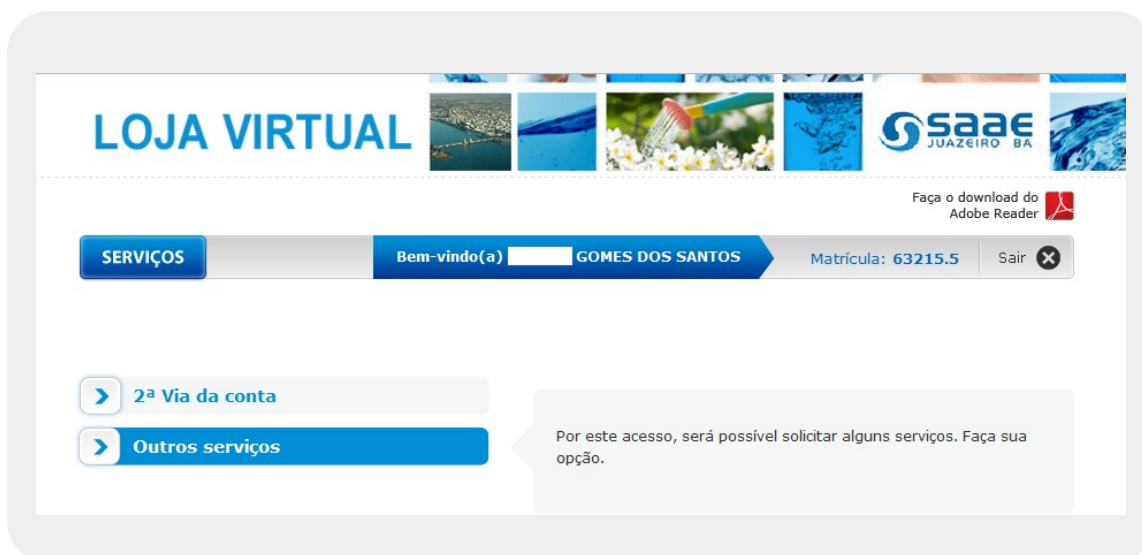 LOJA VIRTUAL
saae
JUAZEIRO BA
Faça o download do
Adobe Reader
SERVIÇOS
Bem-vindo(a) GOMES DOS SANTOS
Matrícula: 63215.5
Sair
2ª Via da conta
Outros serviços
Por este acesso, será possível solicitar alguns serviços. Faça sua
opção.